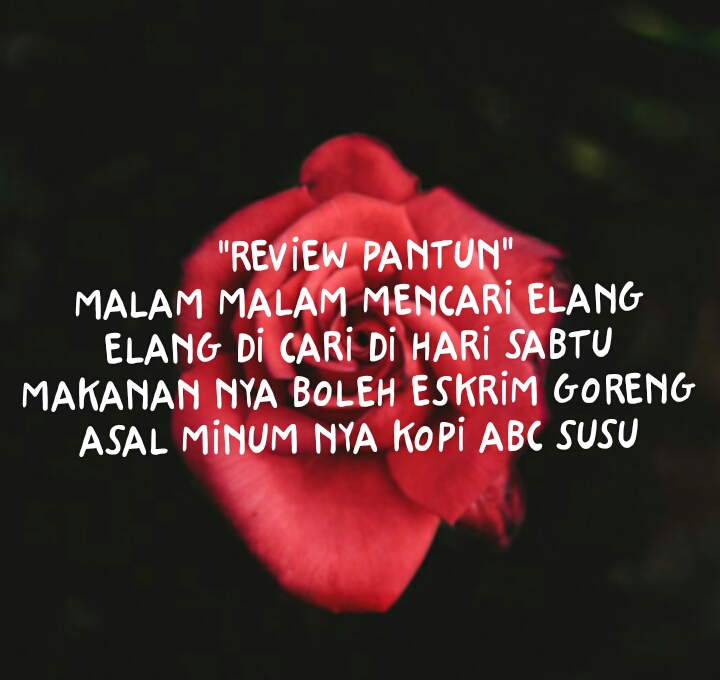 "REVIEW PANTUN"
MALAM MALAM MENCARI ELANG
ELANG DI CARI DI HARI SABTU
MAKANAN NYA BOLEH ESKRIM GORENG
ASAL MINUM NYA KOPI ABC SUSU